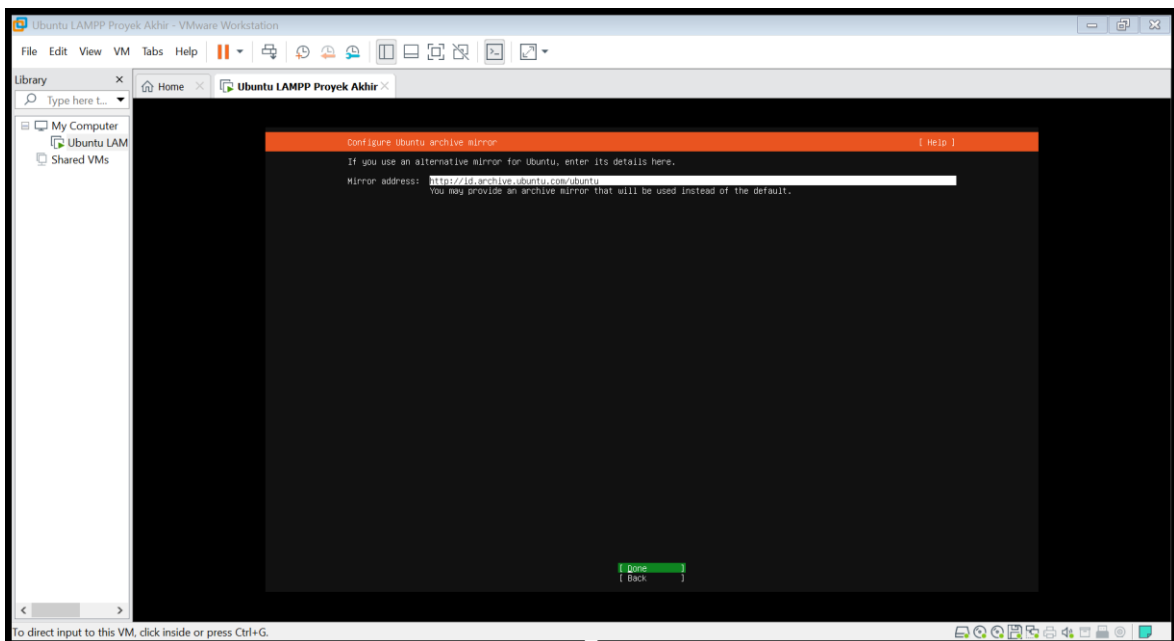 Ubuntu LAMPP Proyek Akhir - VMware Workstation
File Edit View VM Tabs Help
Library
Home
Ubuntu LAMPP Proyek Akhir
Type here t...
My Computer
Ubuntu LAM
Shared VMs
Configure Ubuntu archive mirror [ Help ]
If you use an alternative mirror for Ubuntu, enter its details here.
Mirror address: http://id.archive.ubuntu.com/ubuntu
You may provide an archive mirror that will be used instead of the default.
[ Done ]
[ Back ]
To direct input to this VM, click inside or press Ctrl+G.